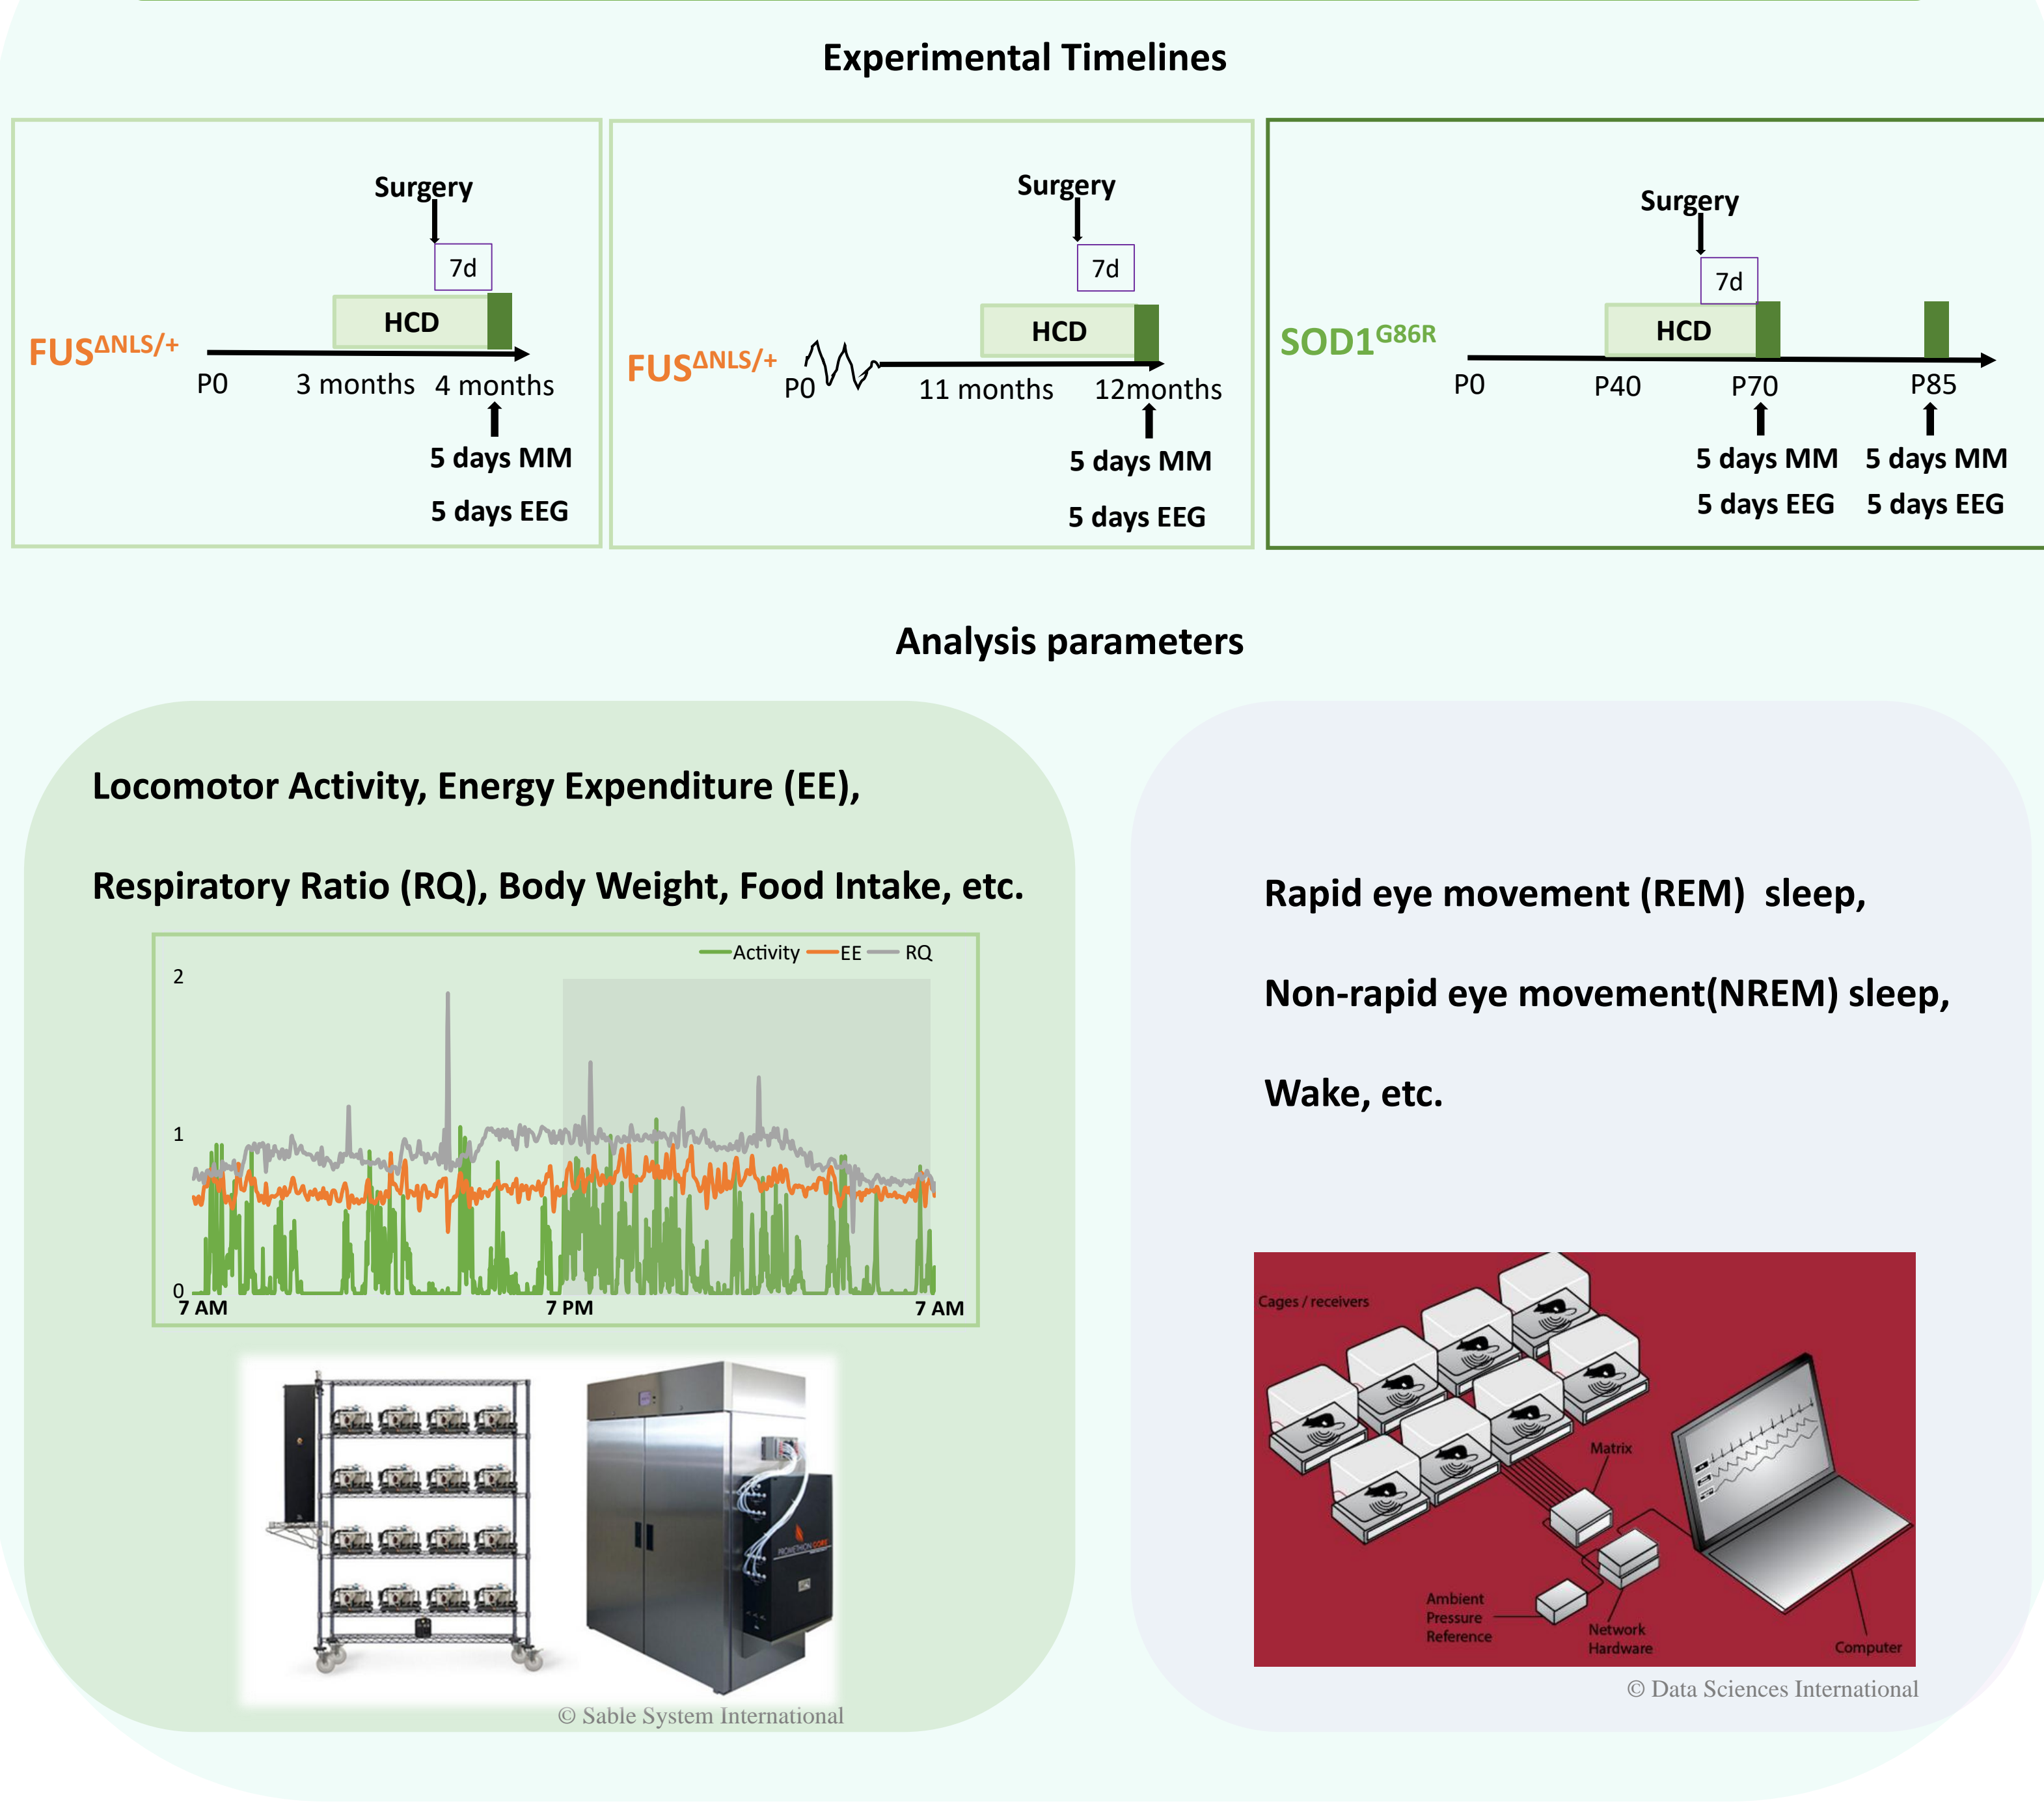 Experimental Timelines
Surgery
7d
HCD
FUSΔNLS/+
P0
3 months
4 months
5 days MM
5 days EEG
Surgery
7d
HCD
FUSΔNLS/+
P0
11 months
12months
5 days MM
5 days EEG
Surgery
7d
HCD
SOD1G86R
P0
P40
P70
P85
5 days MM
5 days MM
5 days EEG
5 days EEG
Analysis parameters
Locomotor Activity, Energy Expenditure (EE),
Respiratory Ratio (RQ), Body Weight, Food Intake, etc.
Activity
EE
RQ
2
1
0
7 AM
7 PM
7 AM
PROMETHION CORE
© Sable System International
Rapid eye movement (REM)  sleep,
Non-rapid eye movement(NREM) sleep,
Wake, etc.
Cages / receivers
Matrix
Ambient
Pressure
Reference
Network
Hardware
Computer
© Data Sciences International